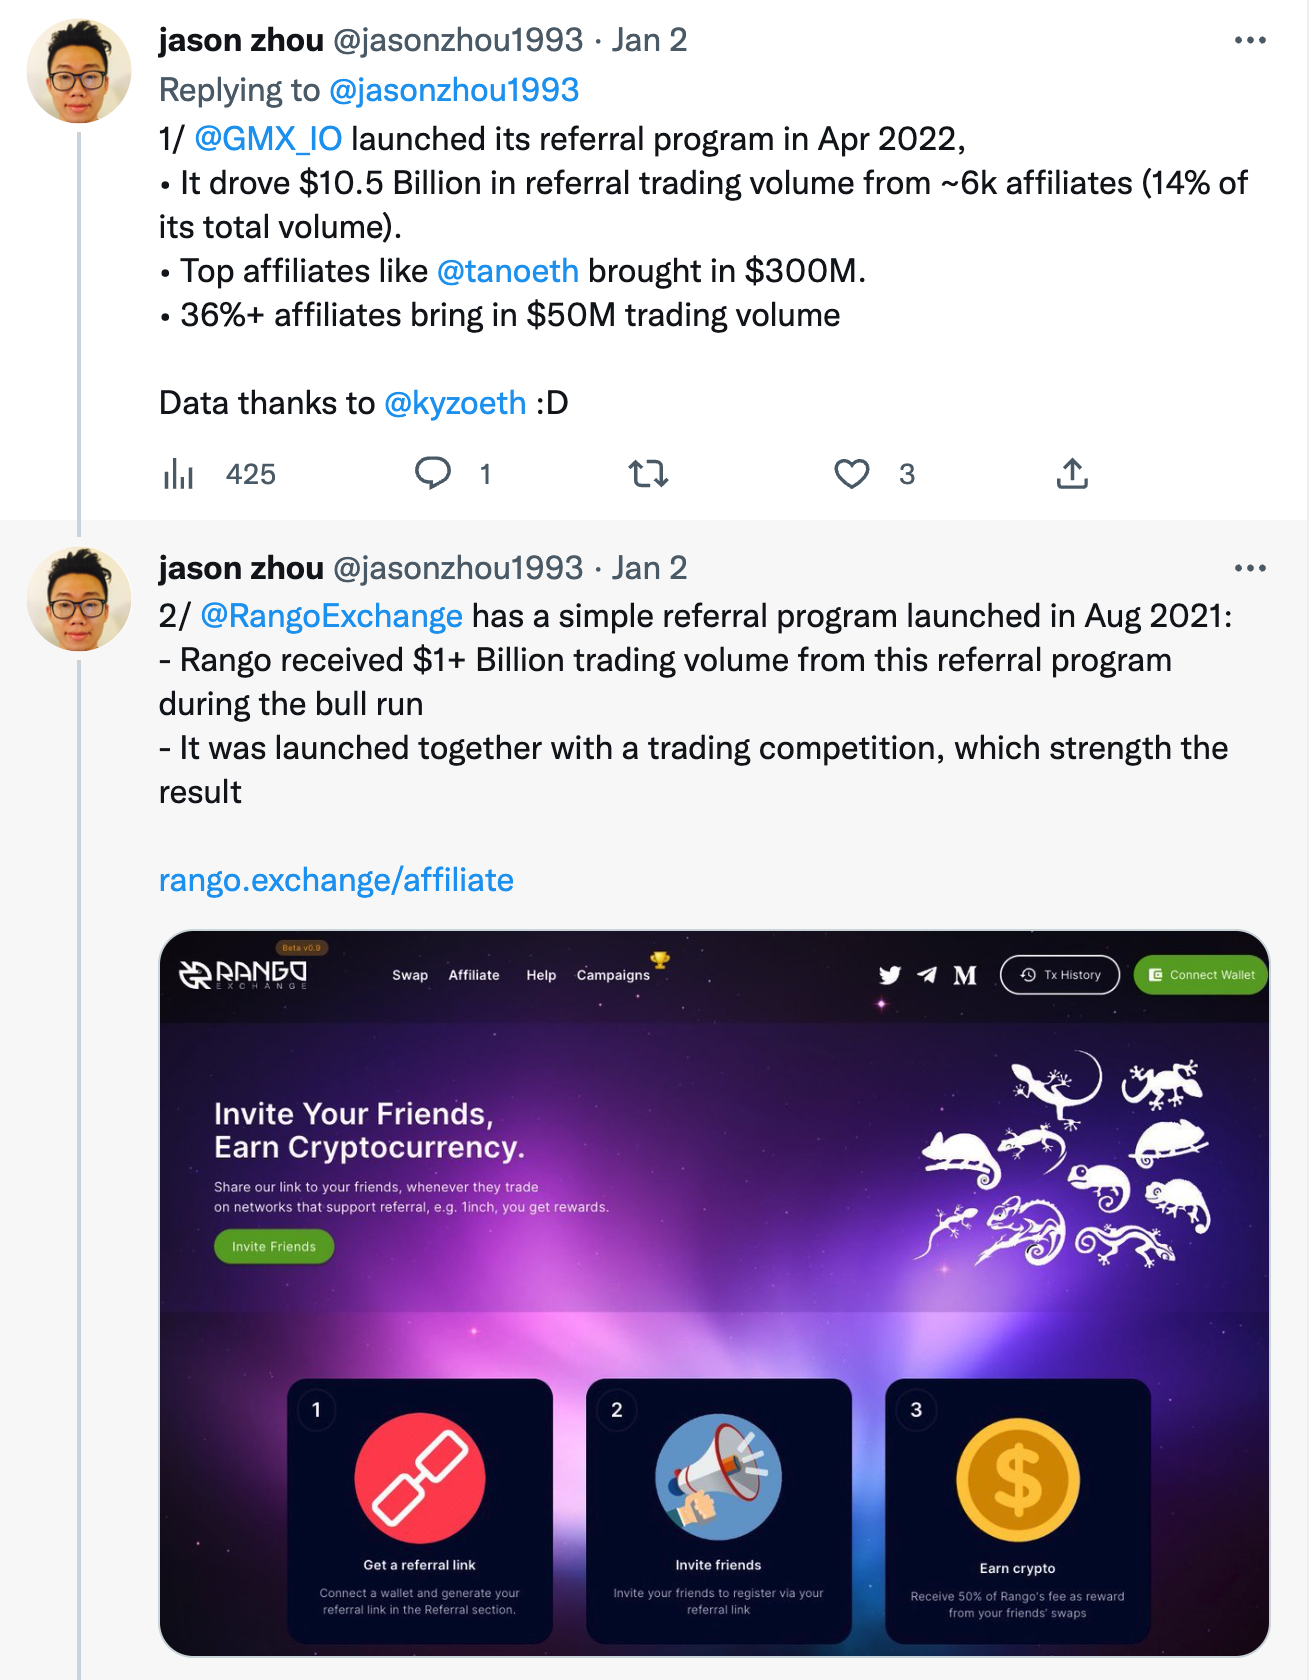 jason zhou @jasonzhou1993 · Jan 2
Replying to @jasonzhou1993
1/ @GMX_IO launched its referral program in Apr 2022,
• It drove $10.5 Billion in referral trading volume from ~6k affiliates (14% of
its total volume).
• Top affiliates like @tanoeth brought in $300M.
• 36%+ affiliates bring in $50M trading volume
Data thanks to @kyzoeth :D
425 1 3
jason zhou @jasonzhou1993 · Jan 2
2/ @RangoExchange has a simple referral program launched in Aug 2021:
- Rango received $1+ Billion trading volume from this referral program
during the bull run
- It was launched together with a trading competition, which strength the
result
rango.exchange/affiliate
Beta v0.9
RANGO
EXCHANGE
Swap Affiliate Help Campaigns Tx History Connect Wallet
Invite Your Friends,
Earn Cryptocurrency.
Share our link to your friends, whenever they trade
on networks that support referral, e.g. 1inch, you get rewards.
Invite Friends
1
Get a referral link
Connect a wallet and generate your
referral link in the Referral section.
2
Invite friends
Invite your friends to register via your
referral link
3
Earn crypto
Receive 50% of Rango's fee as reward
from your friends' swaps